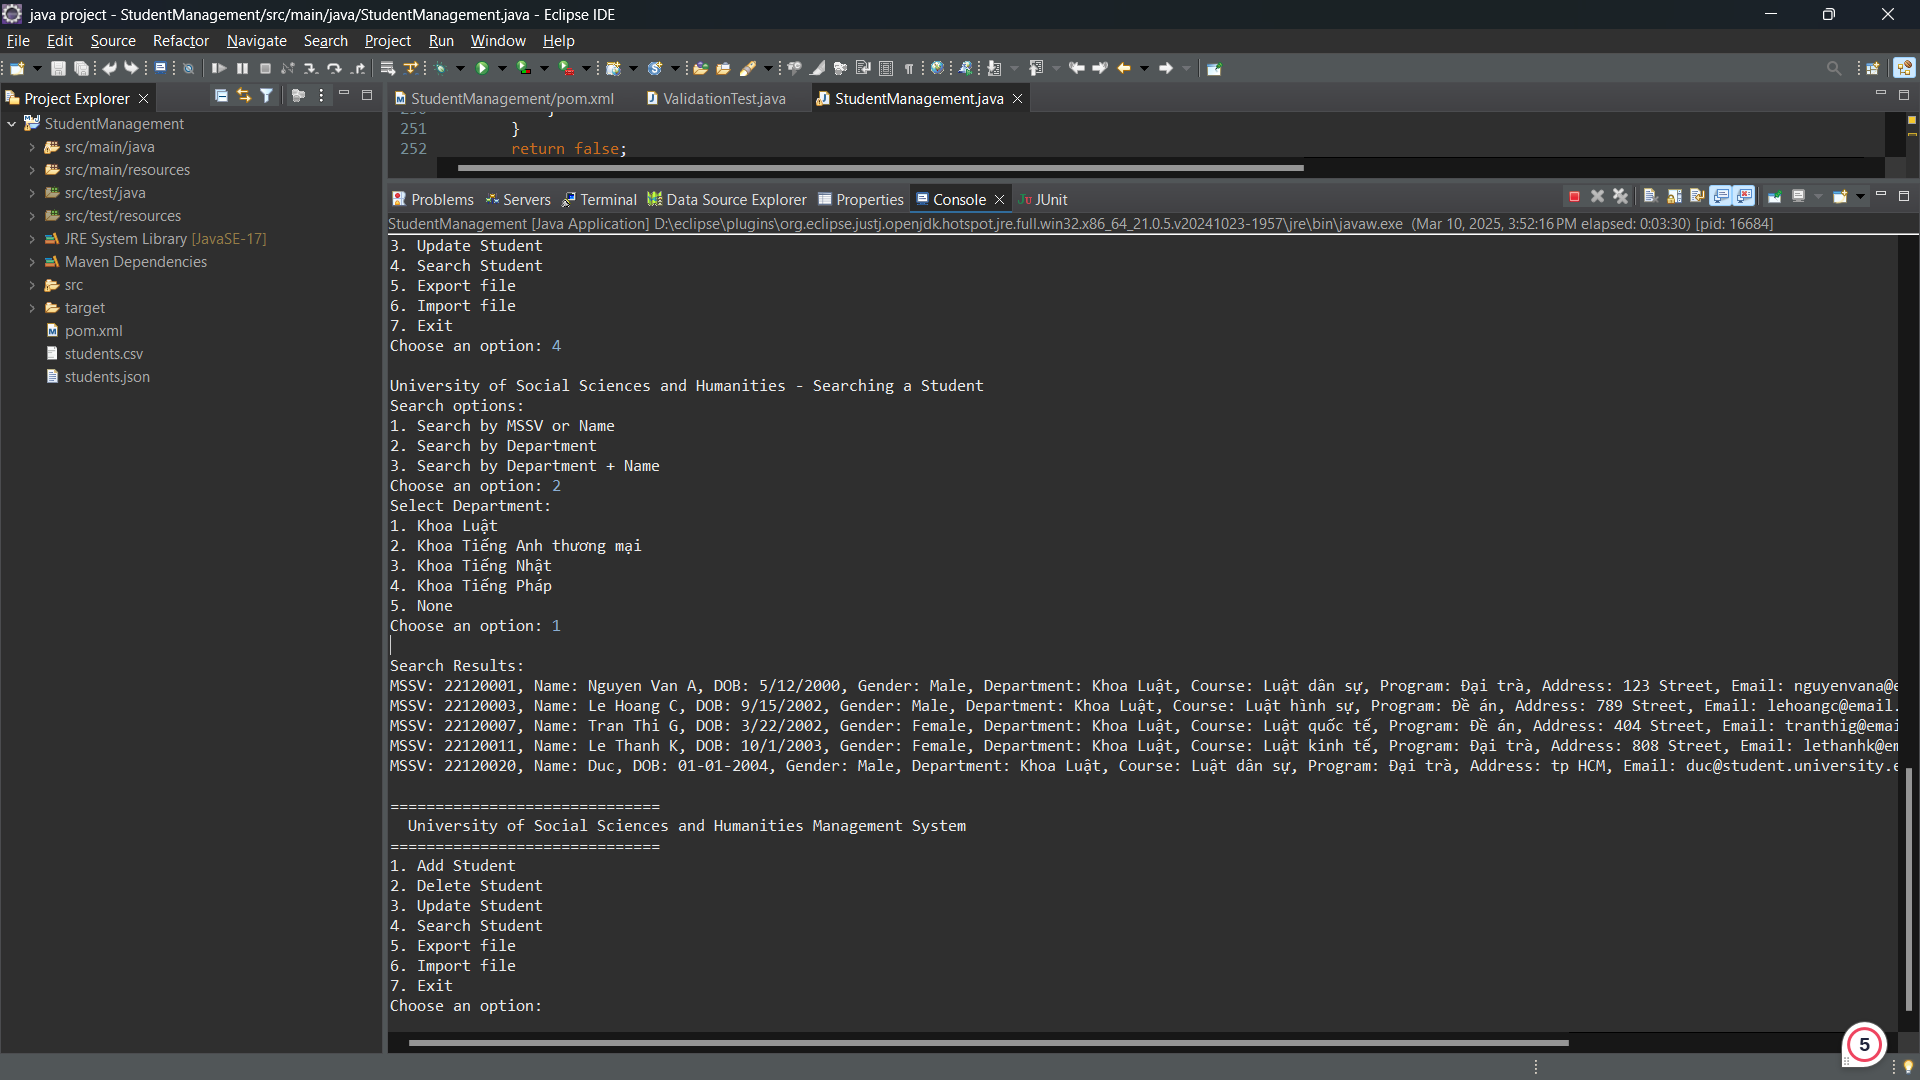 java project - StudentManagement/src/main/java/StudentManagement.java - Eclipse IDE
File Edit Source Refactor Navigate Search Project Run Window Help
Project Explorer
StudentManagement/pom.xml ValidationTest.java StudentManagement.java
StudentManagement
src/main/java
src/main/resources
src/test/java
src/test/resources
JRE System Library [JavaSE-17]
Maven Dependencies
src
target
pom.xml
students.csv
students.json
251 }
252 return false;
Problems Servers Terminal Data Source Explorer Properties Console JUnit
StudentManagement [Java Application] D:\eclipse\plugins\org.eclipse.justj.openjdk.hotspot.jre.full.win32.x86_64_21.0.5.v20241023-1957\jre\bin\javaw.exe (Mar 10, 2025, 3:52:16 PM elapsed: 0:03:30) [pid: 16684]
3. Update Student
4. Search Student
5. Export file
6. Import file
7. Exit
Choose an option: 4
University of Social Sciences and Humanities - Searching a Student
Search options:
1. Search by MSSV or Name
2. Search by Department
3. Search by Department + Name
Choose an option: 2
Select Department:
1. Khoa Luật
2. Khoa Tiếng Anh thương mại
3. Khoa Tiếng Nhật
4. Khoa Tiếng Pháp
5. None
Choose an option: 1
Search Results:
MSSV: 22120001, Name: Nguyen Van A, DOB: 5/12/2000, Gender: Male, Department: Khoa Luật, Course: Luật dân sự, Program: Đại trà, Address: 123 Street, Email: nguyenvana@
MSSV: 22120003, Name: Le Hoang C, DOB: 9/15/2002, Gender: Male, Department: Khoa Luật, Course: Luật hình sự, Program: Đề án, Address: 789 Street, Email: lehoangc@email.
MSSV: 22120007, Name: Tran Thi G, DOB: 3/22/2002, Gender: Female, Department: Khoa Luật, Course: Luật quốc tế, Program: Đề án, Address: 404 Street, Email: tranthig@emai
MSSV: 22120011, Name: Le Thanh K, DOB: 10/1/2003, Gender: Female, Department: Khoa Luật, Course: Luật kinh tế, Program: Đại trà, Address: 808 Street, Email: lethanhk@em
MSSV: 22120020, Name: Duc, DOB: 01-01-2004, Gender: Male, Department: Khoa Luật, Course: Luật dân sự, Program: Đại trà, Address: tp HCM, Email: duc@student.university.e
==============================
University of Social Sciences and Humanities Management System
==============================
1. Add Student
2. Delete Student
3. Update Student
4. Search Student
5. Export file
6. Import file
7. Exit
Choose an option:
5